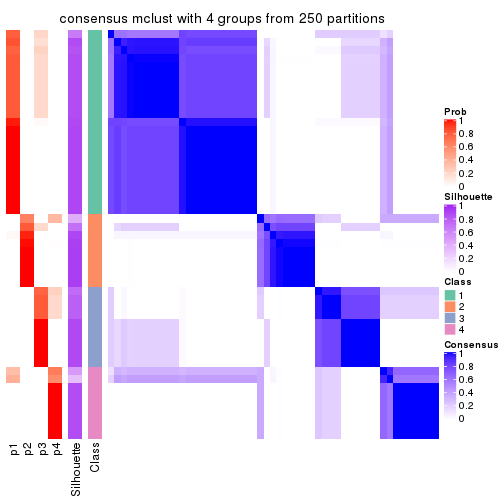 consensus mclust with 4 groups from 250 partitions
Prob
1
0.8
0.6
0.4
0.2
0
Silhouette
1
0.8
0.6
0.4
0.2
0
Class
1
2
3
4
Consensus
1
0.8
0.6
0.4
0.2
0
p1
p2
p3
p4
Silhouette
Class